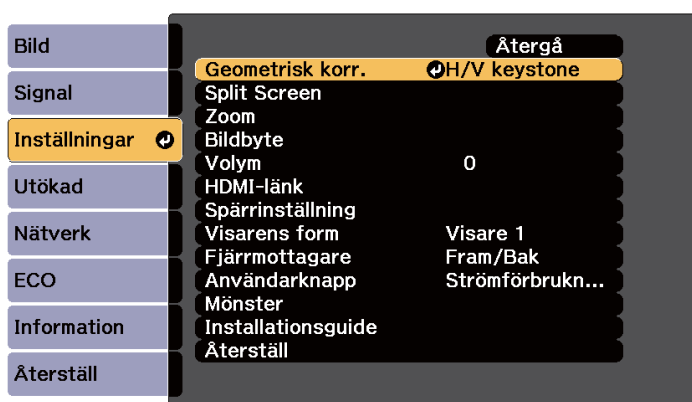 Bild
Signal
Inställningar
Utökad
Nätverk
ECO
Information
Återställ
Återgå
Geometrisk korr. H/V keystone
Split Screen
Zoom
Bildbyte
Volym 0
HDMI-länk
Spärrinställning
Visarens form Visare 1
Fjärrmottagare Fram/Bak
Användarknapp Strömförbrukn...
Mönster
Installationsguide
Återställ